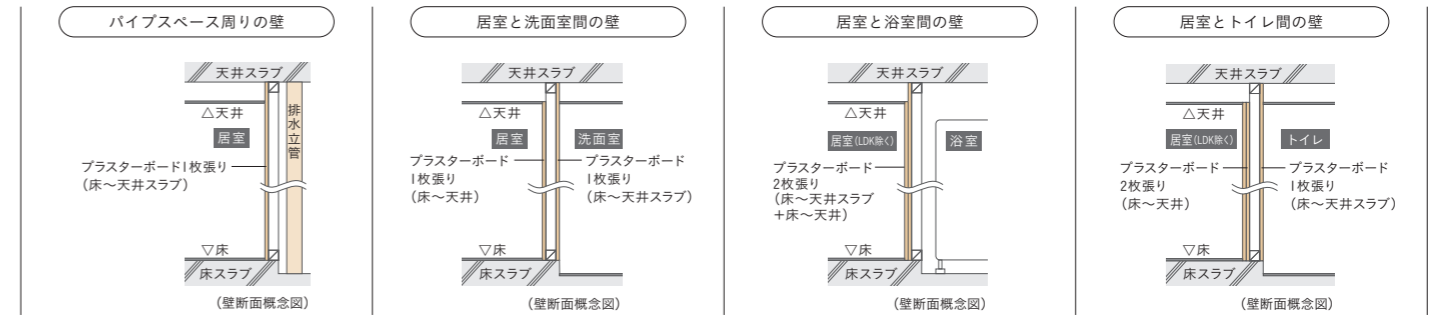 パイプスペース周りの壁
天井スラブ
△天井
排水立管
居室
プラスターボード1枚張り
(床～天井スラブ)
▽床
床スラブ
(壁断面概念図)
居室と洗面室間の壁
天井スラブ
△天井
居室
洗面室
プラスターボード
1枚張り
(床～天井)
プラスターボード
1枚張り
(床～天井スラブ)
▽床
床スラブ
(壁断面概念図)
居室と浴室間の壁
天井スラブ
△天井
居室(LDK除く)
浴室
プラスターボード
2枚張り
(床～天井スラブ
+床～天井)
▽床
床スラブ
(壁断面概念図)
居室とトイレ間の壁
天井スラブ
△天井
居室(LDK除く)
トイレ
プラスターボード
2枚張り
(床～天井)
プラスターボード
1枚張り
(床～天井スラブ)
▽床
床スラブ
(壁断面概念図)